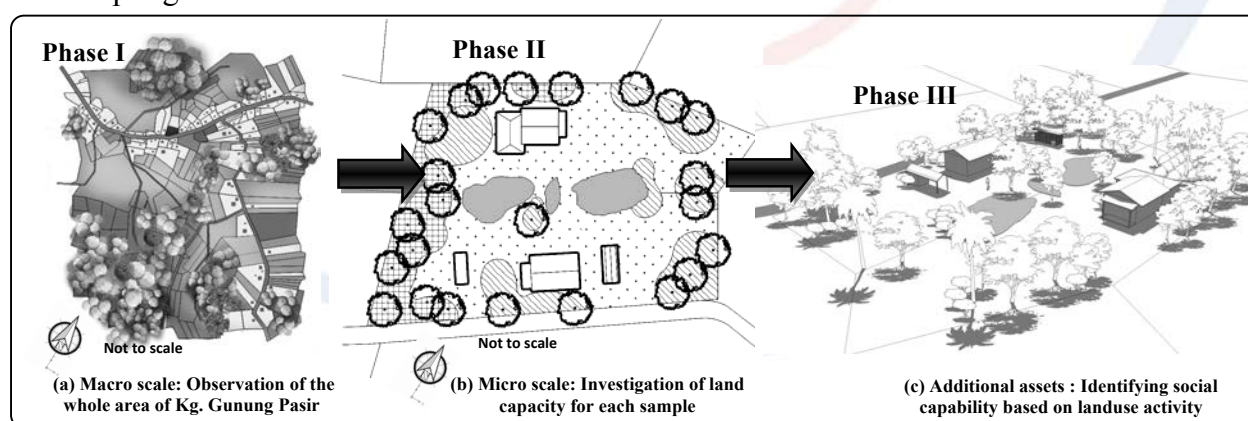 Phase I
Phase II
Phase III
Not to scale
Not to scale
(a) Macro scale: Observation of the
whole area of Kg. Gunung Pasir
(b) Micro scale: Investigation of land
capacity for each sample
(c) Additional assets : Identifying social
capability based on landuse activity